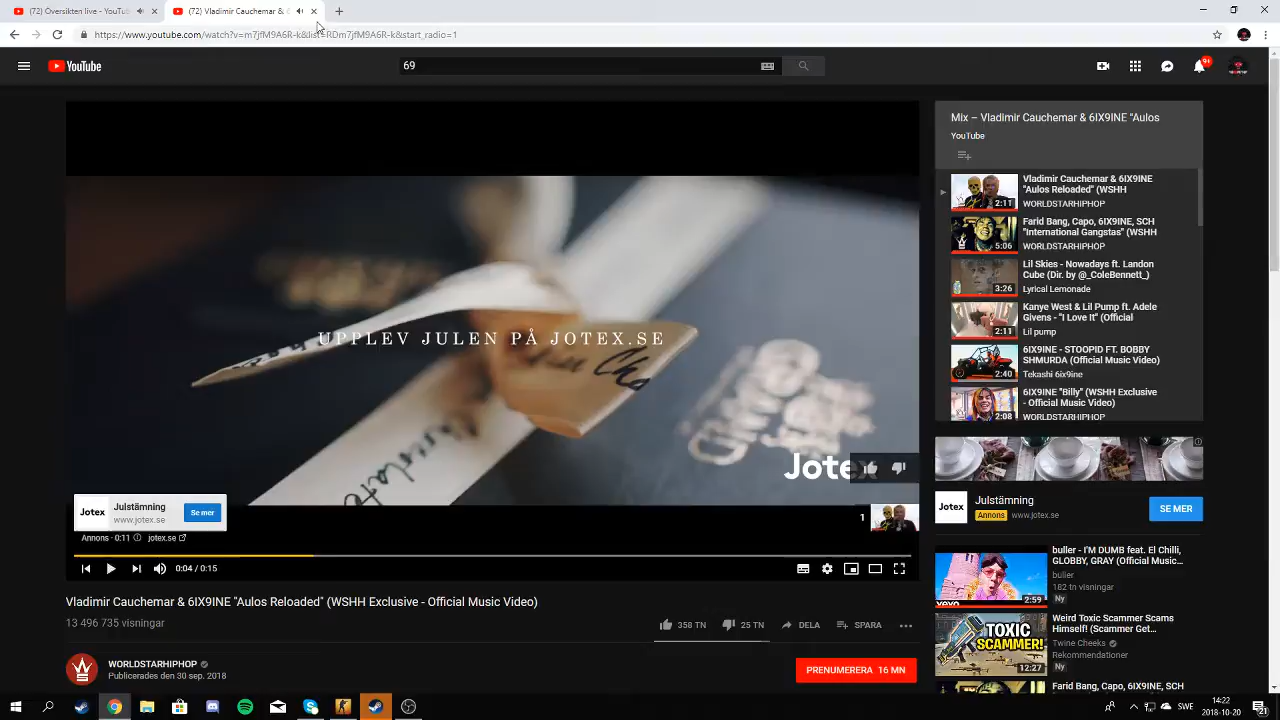 (72) Översikten live - YouTub
(72) Vladimir Cauchemar & 6
https://www.youtube.com/watch?v=m7jfM9A6R-k&list=RDm7jfM9A6R-k&start_radio=1
YouTube
69
9+
Mix – Vladimir Cauchemar & 6IX9INE "Aulos
YouTube
Vladimir Cauchemar & 6IX9INE
"Aulos Reloaded" (WSHH
WORLDSTARHIPHOP
2:11
Farid Bang, Capo, 6IX9INE, SCH
"International Gangstas" (WSHH
WORLDSTARHIPHOP
5:06
Lil Skies - Nowadays ft. Landon
Cube (Dir. by @_ColeBennett_)
Lyrical Lemonade
3:26
Kanye West & Lil Pump ft. Adele
Givens - "I Love It" (Official
Lil pump
2:11
6IX9INE - STOOPID FT. BOBBY
SHMURDA (Official Music Video)
Tekashi 6ix9ine
2:40
6IX9INE "Billy" (WSHH Exclusive
- Official Music Video)
WORLDSTARHIPHOP
2:08
UPPLEV JULEN PÅ JOTEX.SE
Jotex
Jotex
Julstämning
www.jotex.se
Se mer
Annons · 0:11
jotex.se
1
0:04 / 0:15
Jotex
Julstämning
Annons www.jotex.se
SE MER
Vladimir Cauchemar & 6IX9INE "Aulos Reloaded" (WSHH Exclusive - Official Music Video)
13 496 735 visningar
358 TN
25 TN
DELA
SPARA
WORLDSTARHIPHOP
Publicerades den 30 apr. 2018
PRENUMERERA 16 MN
buller - I'M DUMB feat. El Chilli,
GLOBBY, GRAY (Official Music...
buller
182 tn visningar
Ny
2:59
Weird Toxic Scammer Scams
Himself! (Scammer Get...
Twine Cheeks
Rekommendationer
Ny
TOXIC
SCAMMER!
12:27
Farid Bang, Capo, 6IX9INE, SCH
SWE
14:22
2018-10-20
21